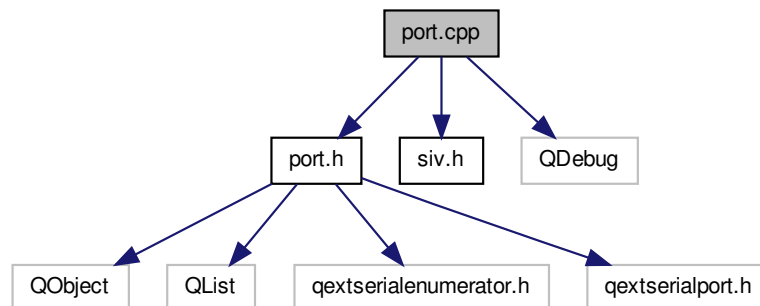 port.cpp
port.h
siv.h
QDebug
QObject
QList
qextserialenumerator.h
qextserialport.h